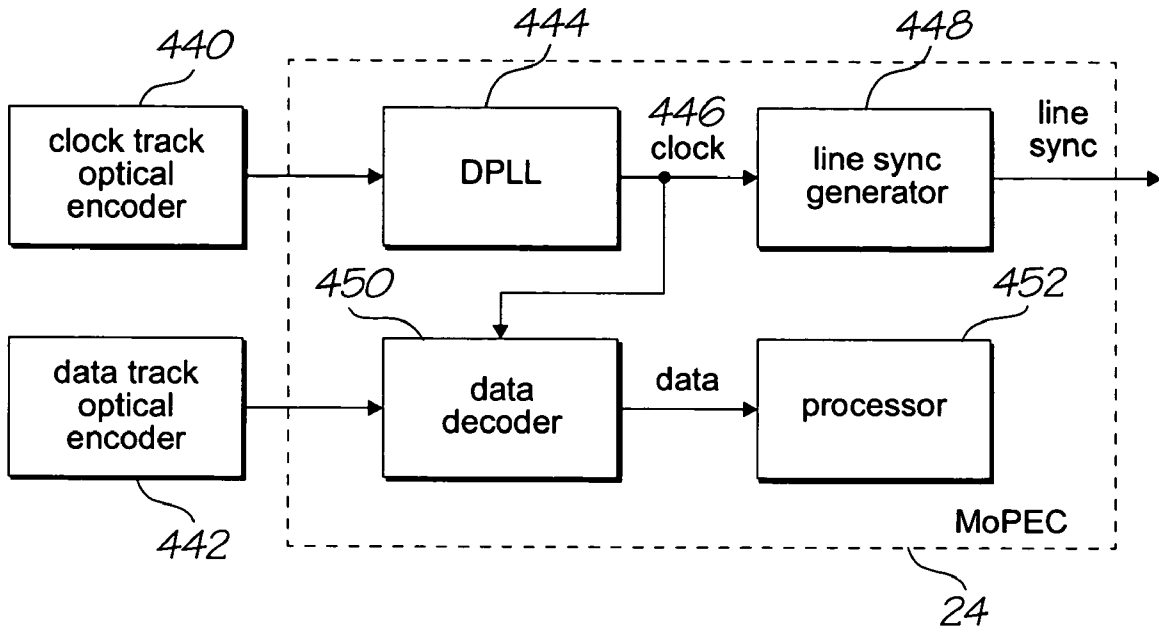 440
444
448
clock track
optical
encoder
DPLL
446
clock
line sync
generator
line
sync
450
452
data track
optical
encoder
data
decoder
data
processor
442
MoPEC
24